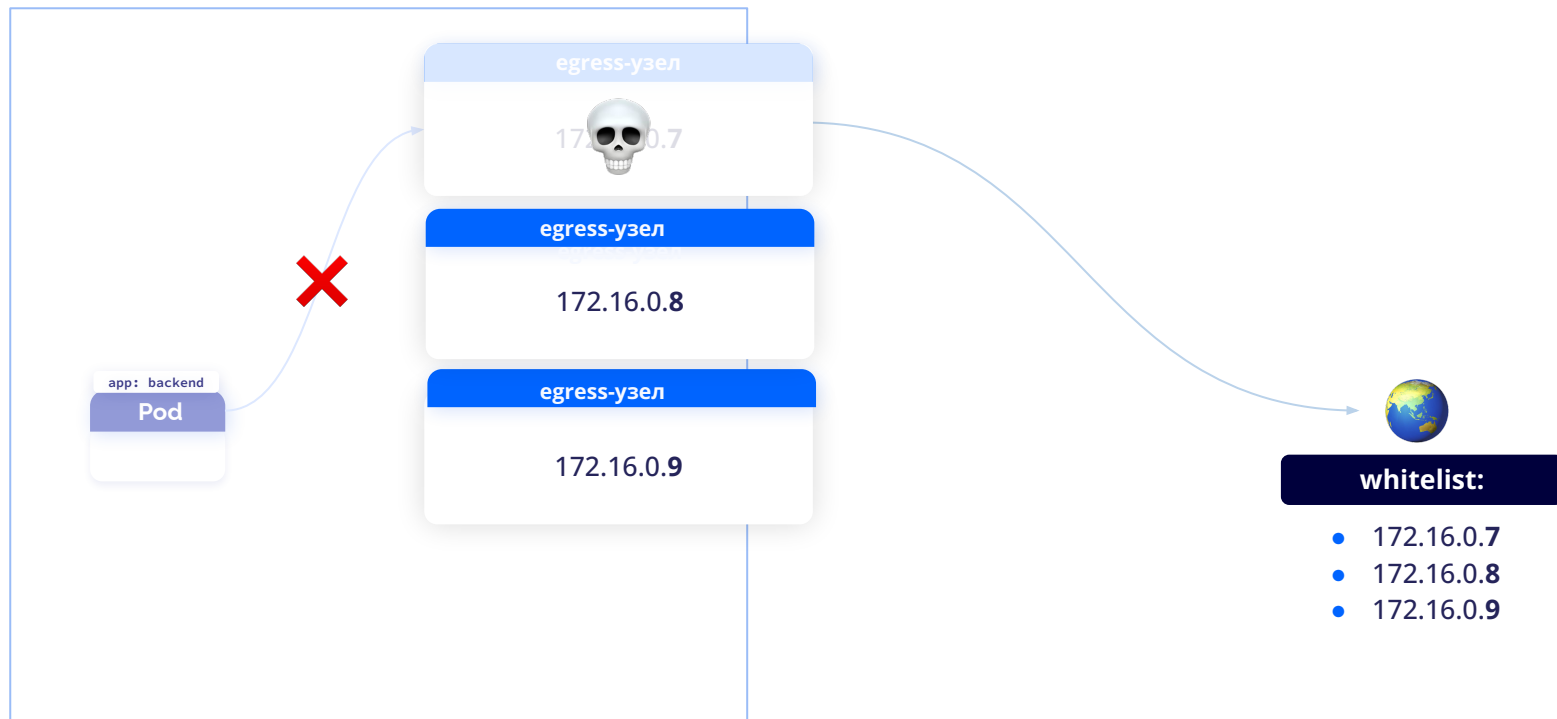 egress-узел
egress-узел
172.16.0.8
egress-узел
172.16.0.9
app: backend
Pod
whitelist:
172.16.0.7
172.16.0.8
172.16.0.9